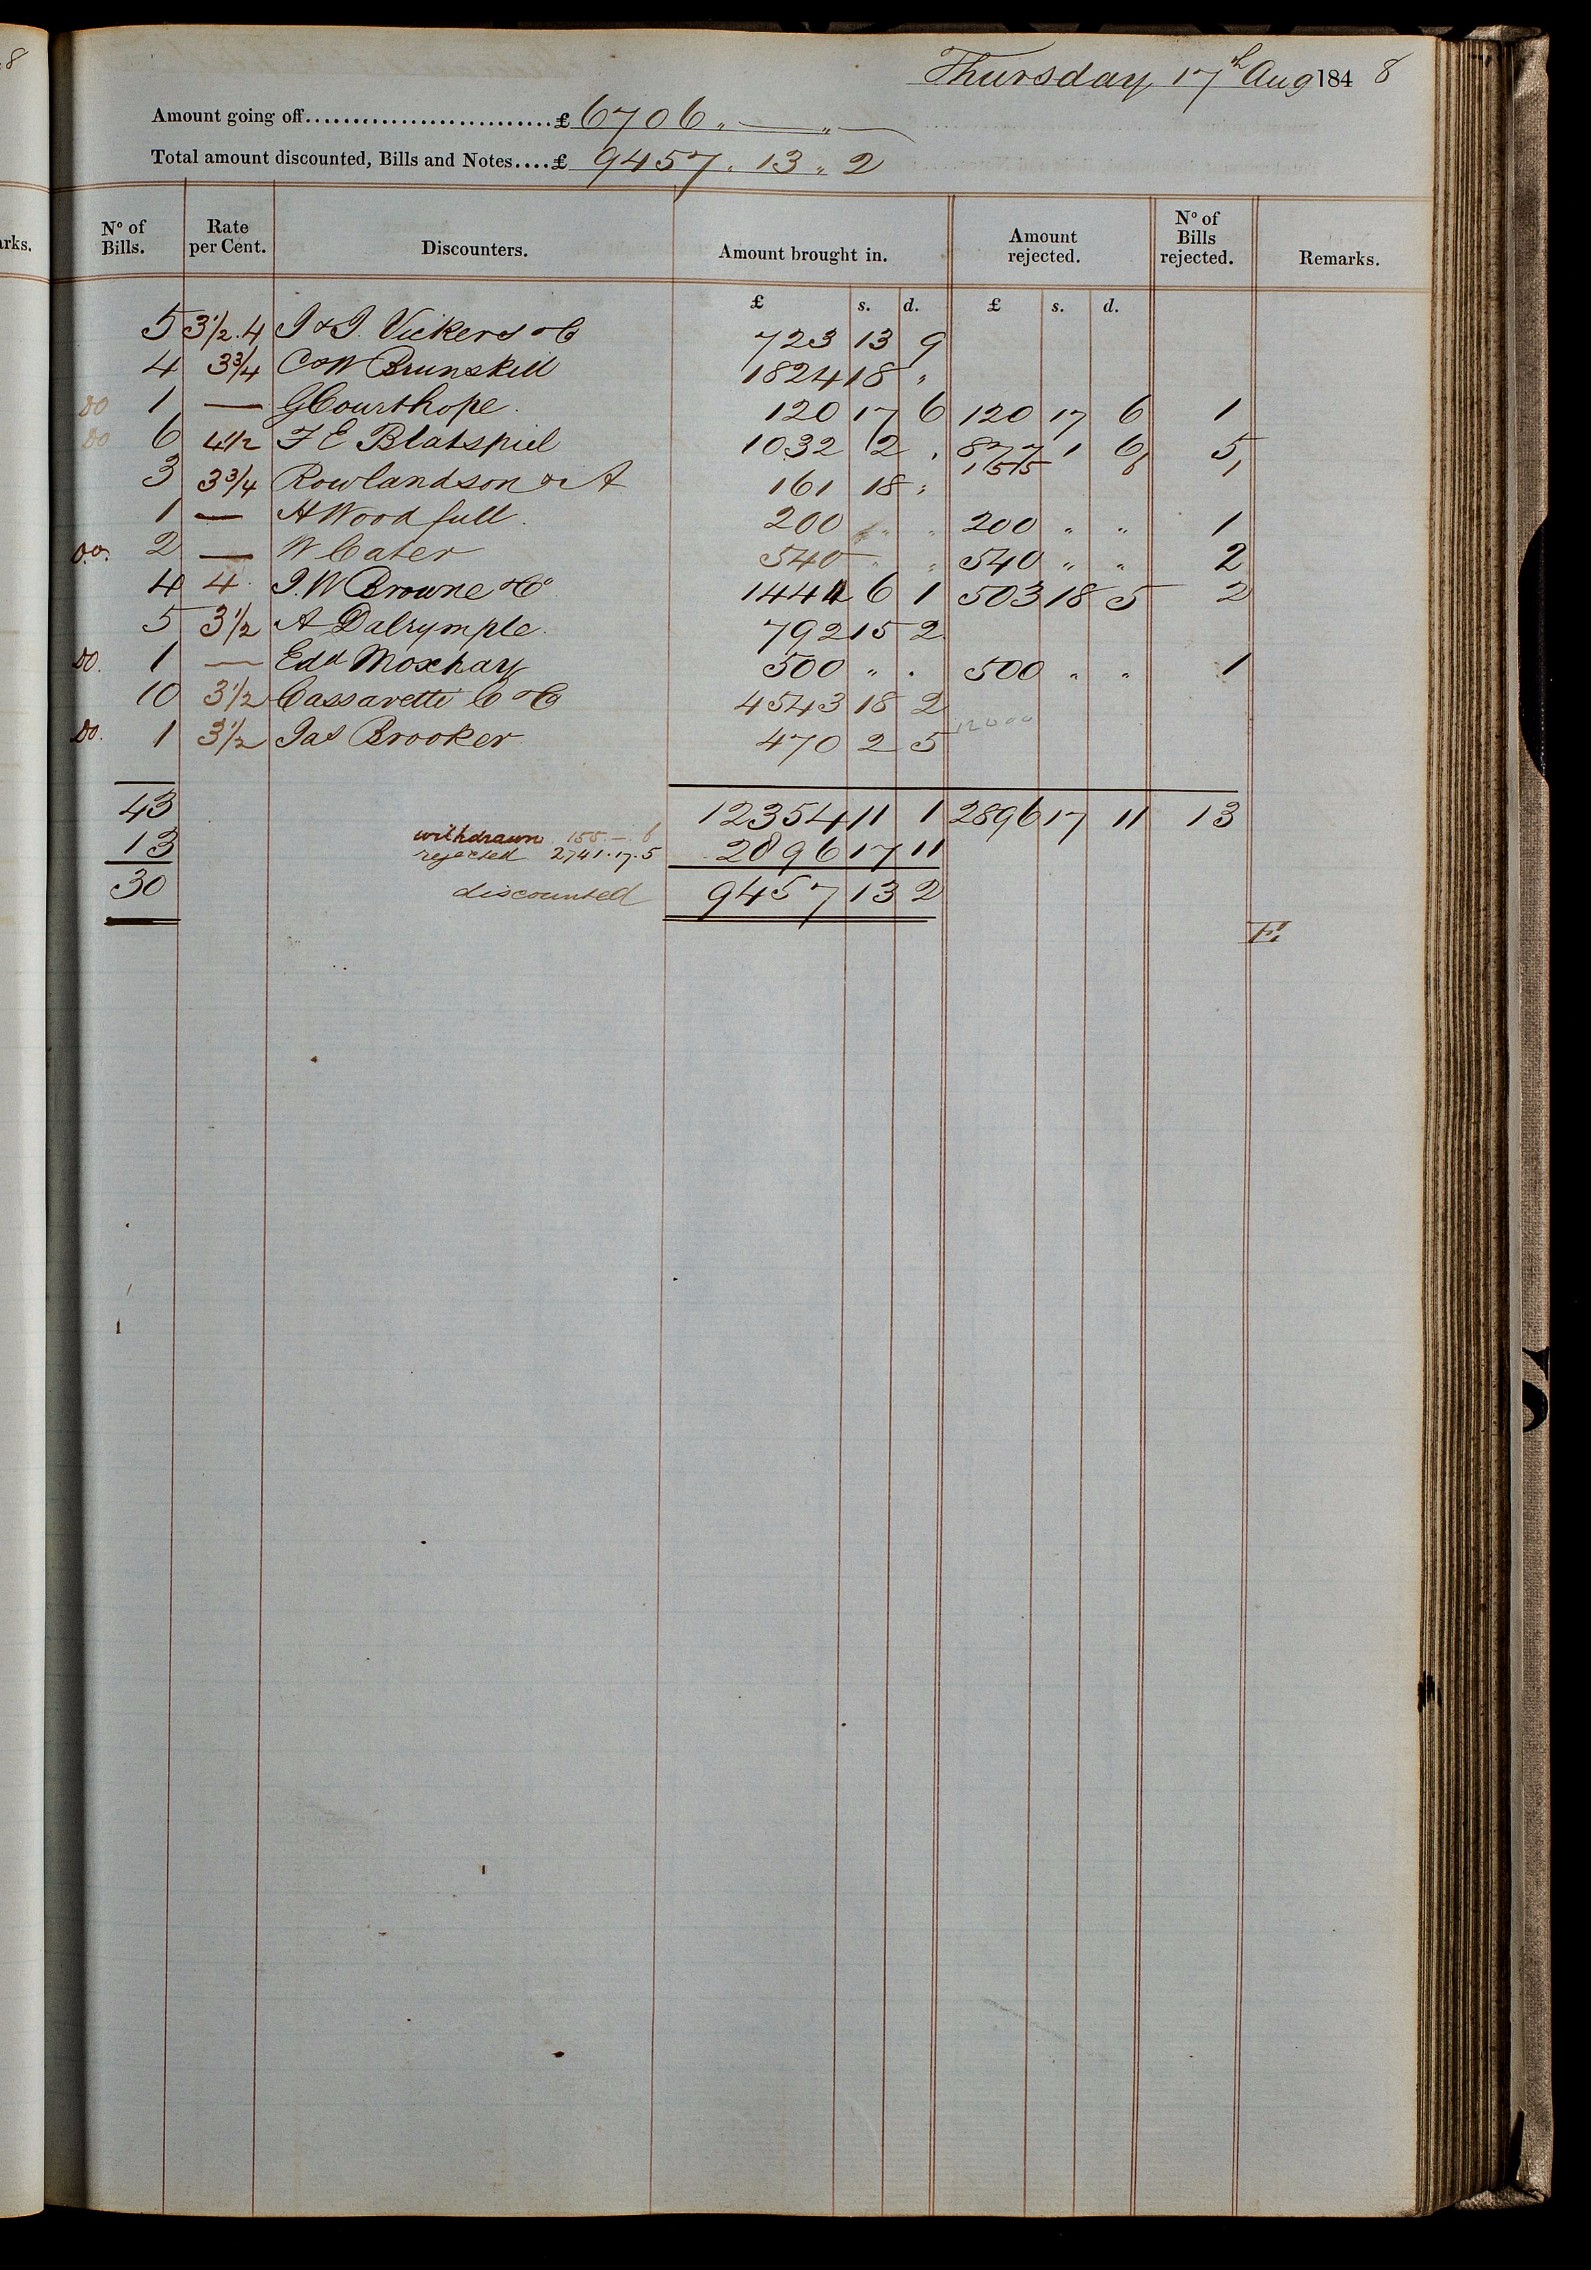 8
Thursday 17th Aug 1848
Amount going off...........................£ 6706 " — " —
Total amount discounted, Bills and Notes....£ 9457 " 13 " 2
arks.
No of Bills. Rate per Cent. Discounters. Amount brought in. Amount rejected. No of Bills rejected. Remarks.
£ s. d. £ s. d.
5 3½.4 J & J. Vickers & Co 723 13 9
4 3¾ C & W Brunskill 1824 18 "
Do 1 — G Courthope. 120 17 6 120 17 6 1
Do 6 4½ F E Blatspiel 1032 2 " 877 1 6 5
155 6 1
3 3¾ Rowlandson & A 161 18 "
1 — H Woodfull. 200 " " 200 " " 1
Do. 2 — W Cater 540 " " 540 " " 2
4 4 J. W Browne & Co 1444 6 1 503 18 5 2
5 3½ A Dalrymple. 792 15 2
Do. 1 — Edd Moxhay 500 " " 500 " " 1
10 3½ Cassavetti C & Co 4543 18 2
12000
Do. 1 3½ Jas Brooker 470 2 5
43 12354 11 1 2896 17 11 13
withdrawn 155.—.6
13 rejected 2741.17.5 2896 17 11
30 discounted 9457 13 2
E.